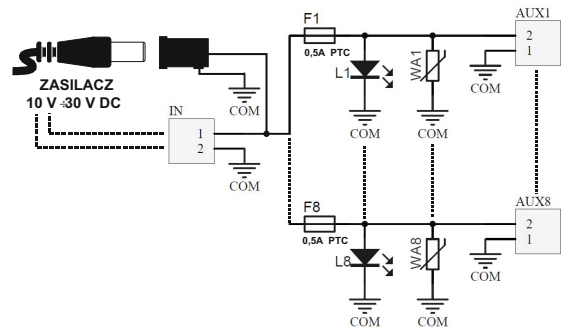 F1
AUX1
0,5A PTC
2
1
L1
WA1
COM
ZASILACZ
10 V ÷30 V DC
COM
COM
COM
IN
1
2
COM
F8
AUX8
0,5A PTC
2
1
L8
WA8
COM
COM
COM